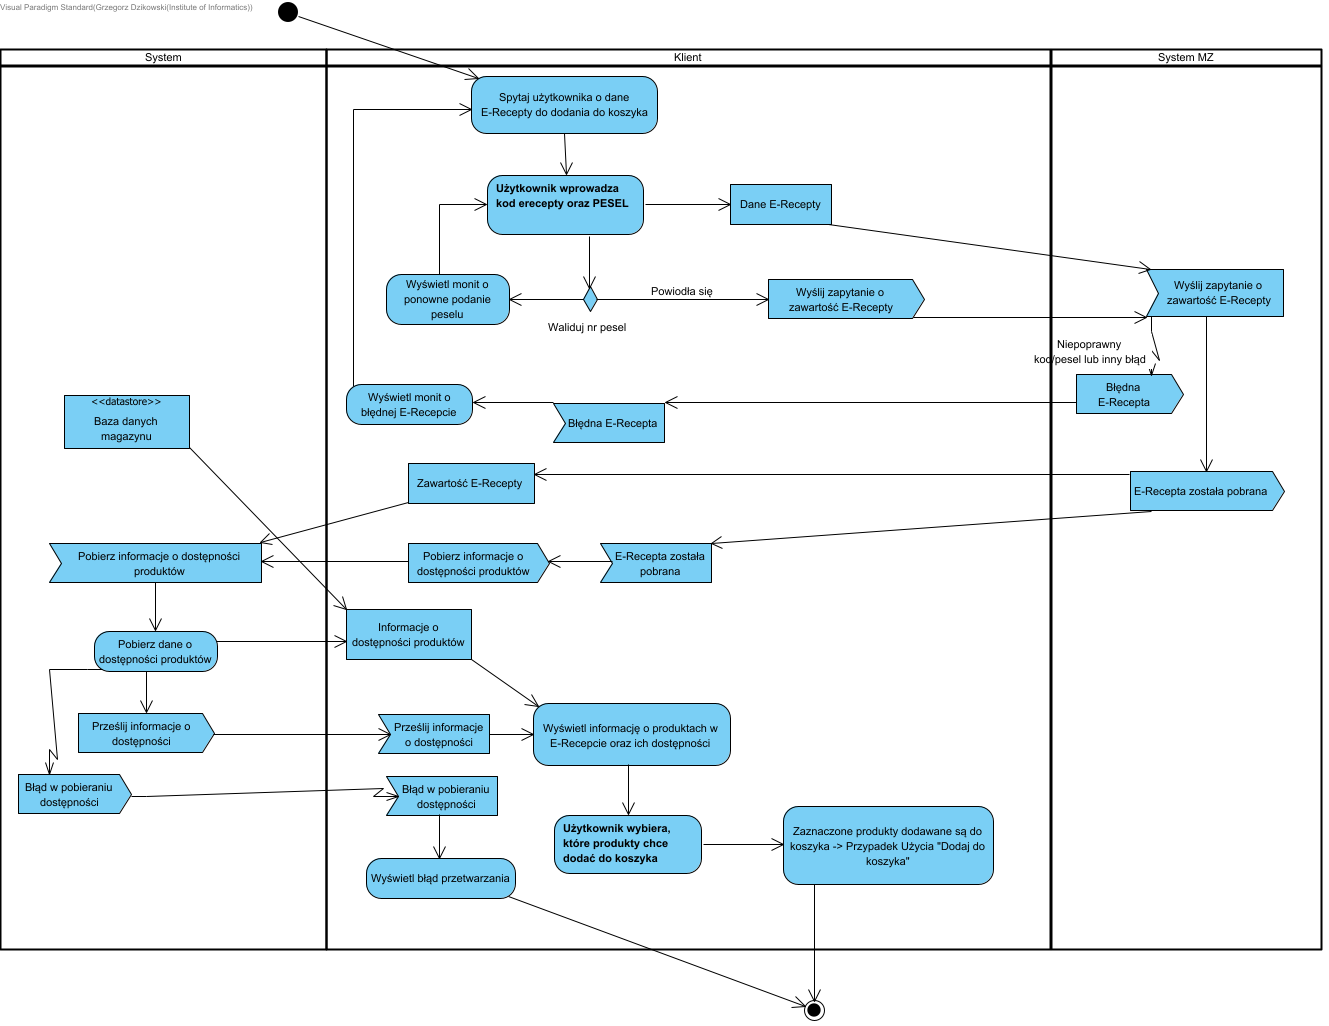 Visual Paradigm Standard(Grzegorz Dzikowski(Institute of Informatics))
System
Klient
System MZ
Spytaj użytkownika o dane
E-Recepty do dodania do koszyka
Użytkownik wprowadza
kod erecepty oraz PESEL
Dane E-Recepty
Wyświetl monit o
ponowne podanie
peselu
Powiodła się
Waliduj nr pesel
Wyślij zapytanie o
zawartość E-Recepty
Wyślij zapytanie o
zawartość E-Recepty
Niepoprawny
kod/pesel lub inny błąd
Błędna
E-Recepta
Wyświetl monit o
błędnej E-Recepcie
Błędna E-Recepta
<<datastore>>
Baza danych
magazynu
Zawartość E-Recepty
E-Recepta została pobrana
Pobierz informacje o dostępności
produktów
Pobierz informacje o
dostępności produktów
E-Recepta została
pobrana
Informacje o
dostępności produktów
Pobierz dane o
dostępności produktów
Prześlij informacje o
dostępności
Prześlij informacje
o dostępności
Wyświetl informację o produktach w
E-Recepcie oraz ich dostępności
Błąd w pobieraniu
dostępności
Błąd w pobieraniu
dostępności
Użytkownik wybiera,
które produkty chce
dodać do koszyka
Zaznaczone produkty dodawane są do
koszyka -> Przypadek Użycia "Dodaj do
koszyka"
Wyświetl błąd przetwarzania